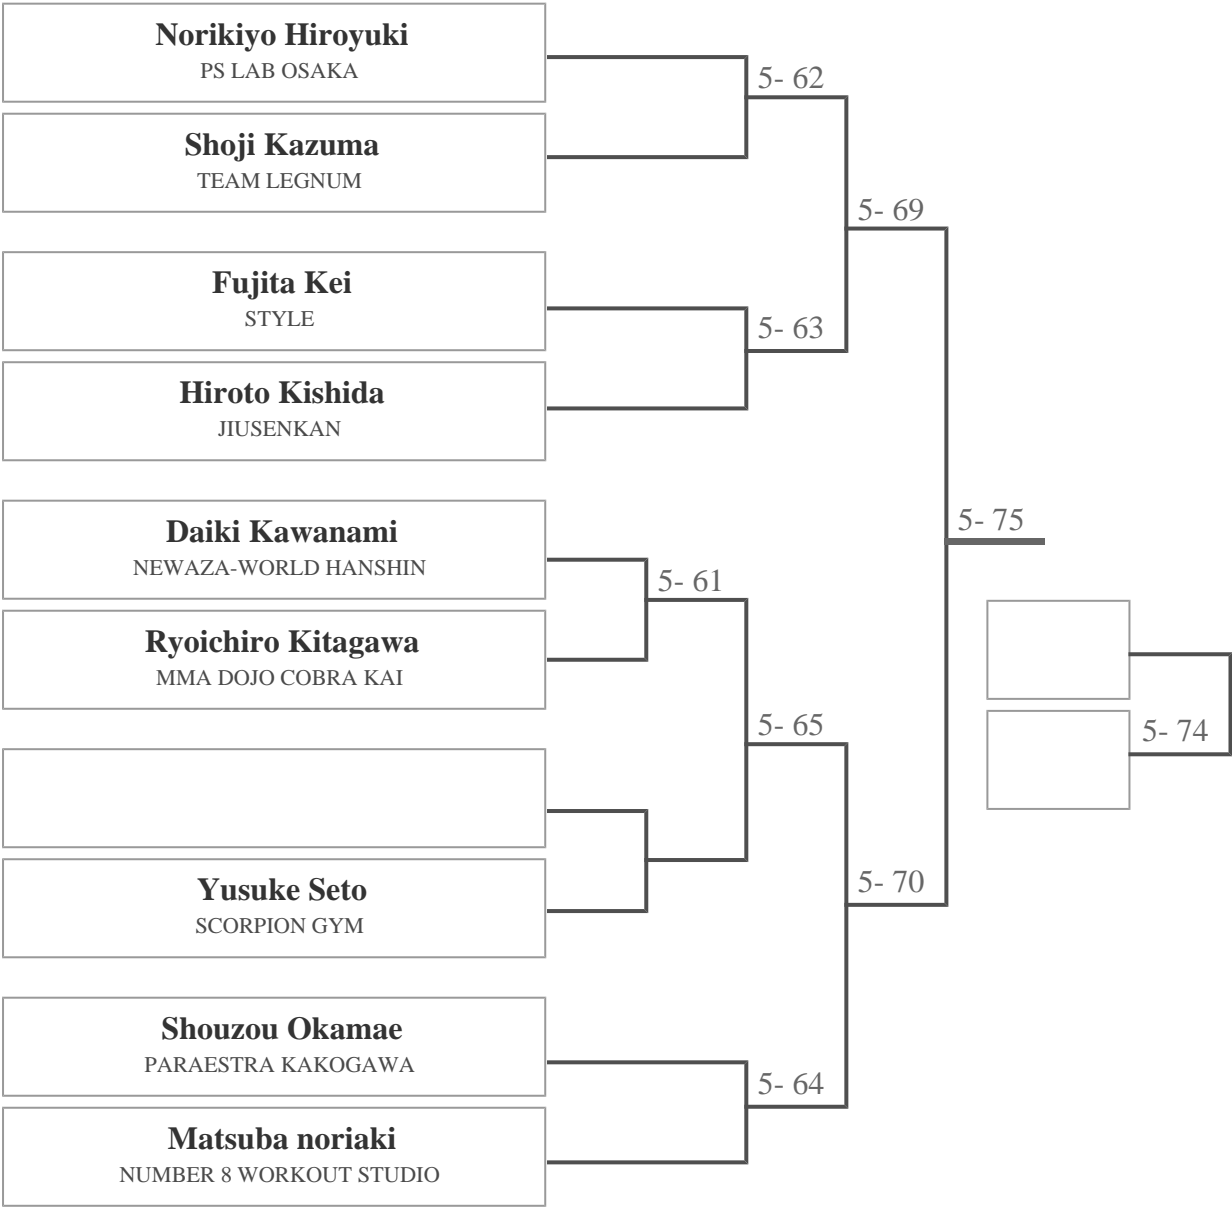 Norikiyo Hiroyuki
PS LAB OSAKA
5- 62
Shoji Kazuma
TEAM LEGNUM
5- 69
Fujita Kei
STYLE
5- 63
Hiroto Kishida
JIUSENKAN
Daiki Kawanami
NEWAZA-WORLD HANSHIN
5- 75
5- 61
Ryoichiro Kitagawa
MMA DOJO COBRA KAI
5- 65
5- 74
Yusuke Seto
SCORPION GYM
5- 70
Shouzou Okamae
PARAESTRA KAKOGAWA
5- 64
Matsuba noriaki
NUMBER 8 WORKOUT STUDIO